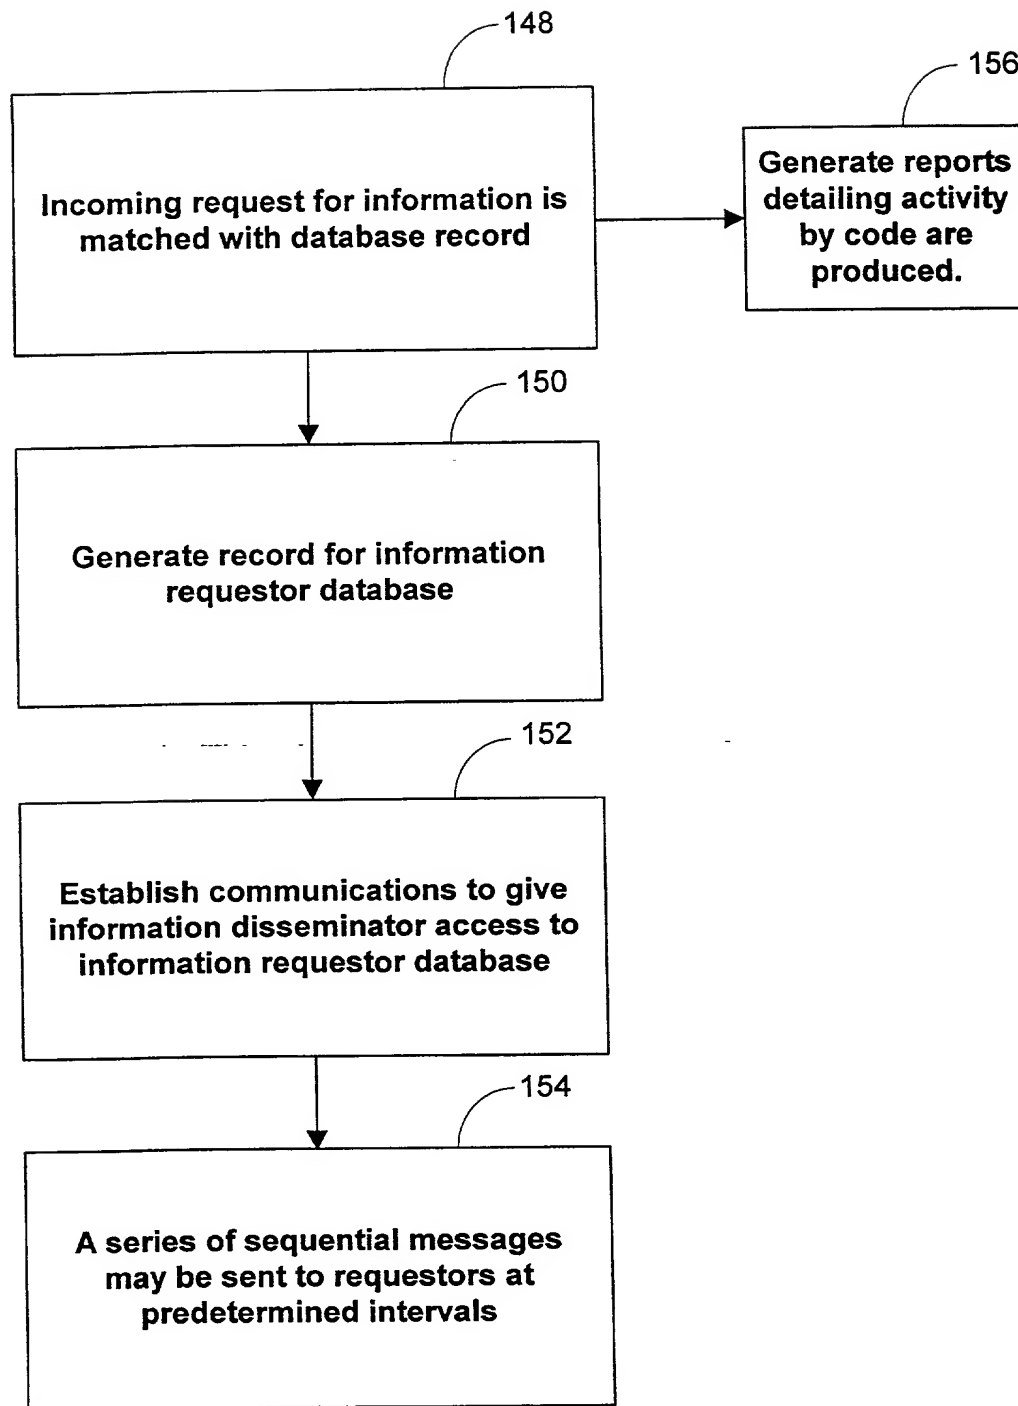 148
156
Incoming request for information is
matched with database record
Generate reports
detailing activity
by code are
produced.
150
Generate record for information
requestor database
152
Establish communications to give
information disseminator access to
information requestor database
154
A series of sequential messages
may be sent to requestors at
predetermined intervals